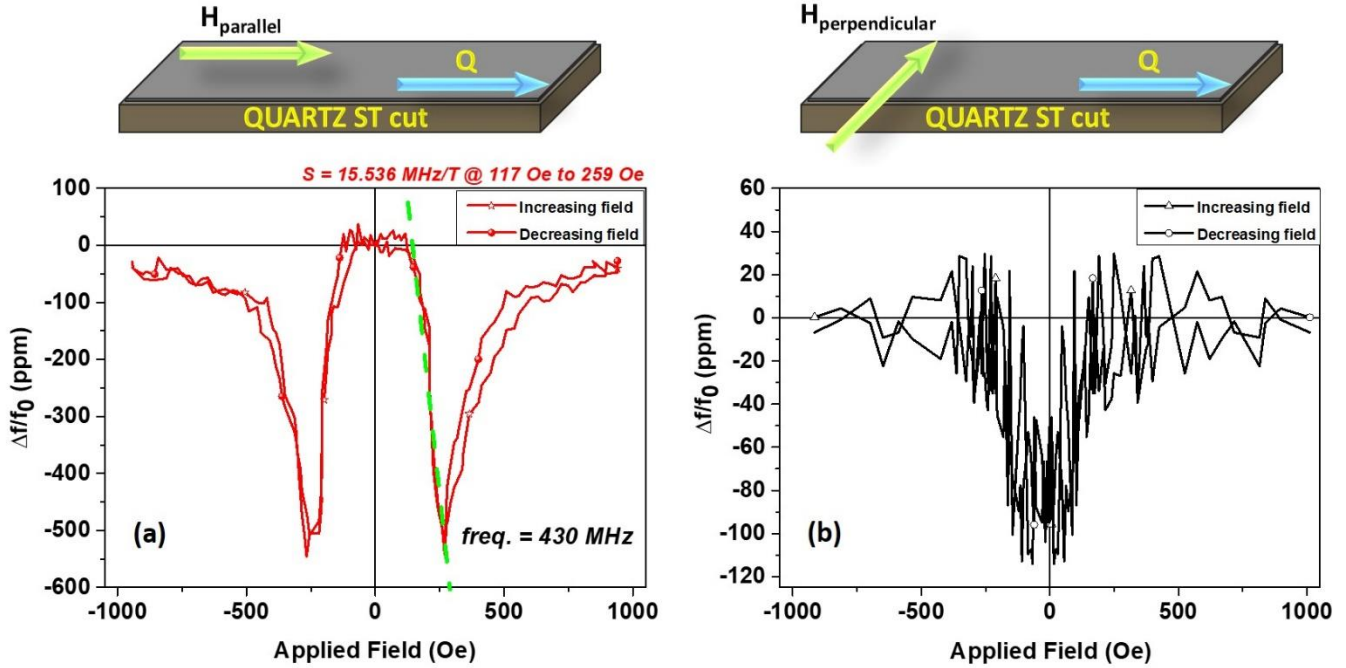 H_parallel
Q
QUARTZ ST cut
S = 15.536 MHz/T @ 117 Oe to 259 Oe
Increasing field
Decreasing field
100
0
-100
-200
-300
-400
-500
-600
Δf/f₀ (ppm)
(a)
freq. = 430 MHz
-1000 -500 0 500 1000
Applied Field (Oe)
H_perpendicular
Q
QUARTZ ST cut
Increasing field
Decreasing field
60
40
20
0
-20
-40
-60
-80
-100
-120
Δf/f₀ (ppm)
(b)
-1000 -500 0 500 1000
Applied Field (Oe)